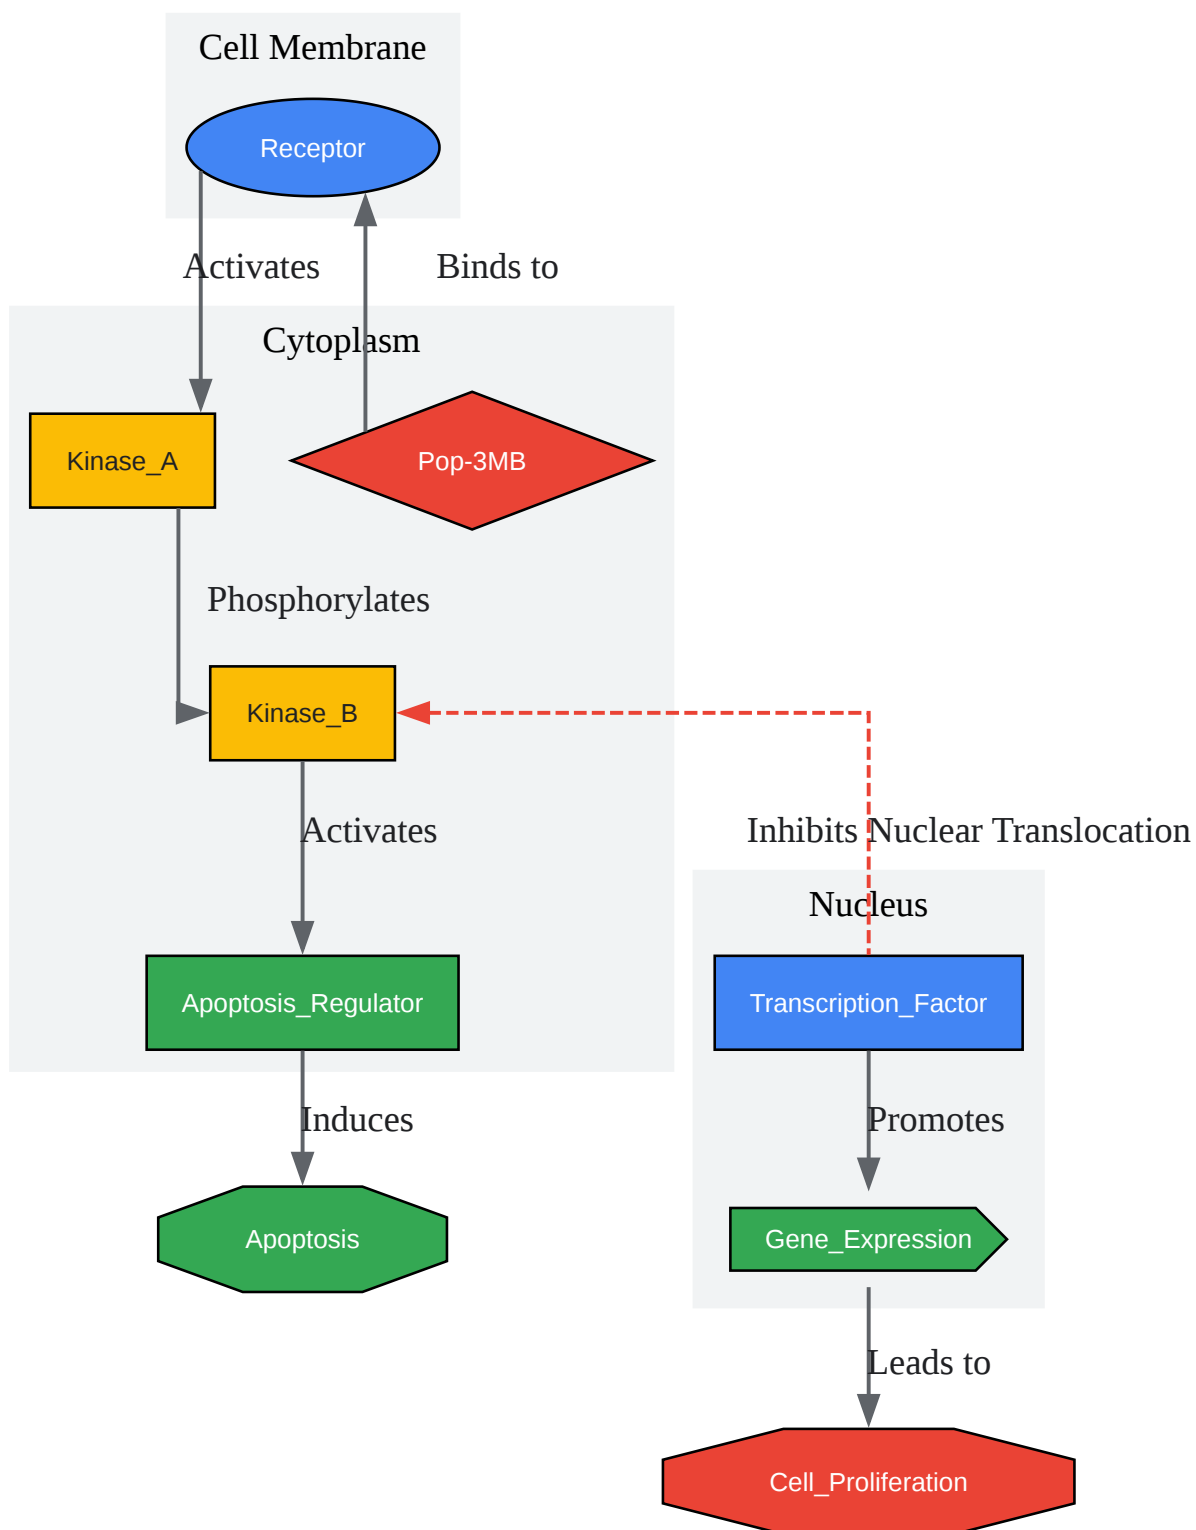 Cell Membrane
Receptor
Activates
Binds to
Cytoplasm
Kinase_A
Pop-3MB
Phosphorylates
Kinase_B
Activates
Inhibits Nuclear Translocation
Nucleus
Apoptosis_Regulator
Transcription_Factor
Induces
Promotes
Apoptosis
Gene_Expression
Leads to
Cell_Proliferation